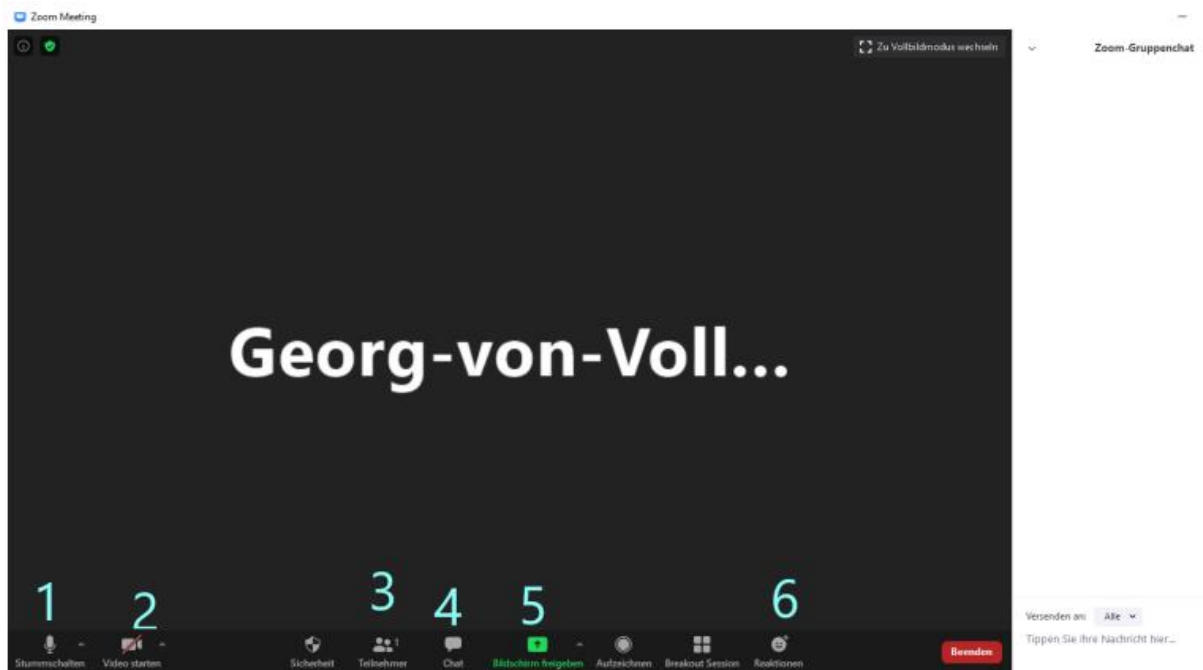 Zoom Meeting
Zu Vollbildmodus wechseln
Zoom-Gruppenchat
Georg-von-Voll...
1 2 3 4 5 6
Stummschalten Video starten Sicherheit Teilnehmer 1 Chat Bildschirm freigeben Aufzeichnen Breakout Session Reaktionen Beenden
Versenden an: Alle
Tippen Sie Ihre Nachricht hier...